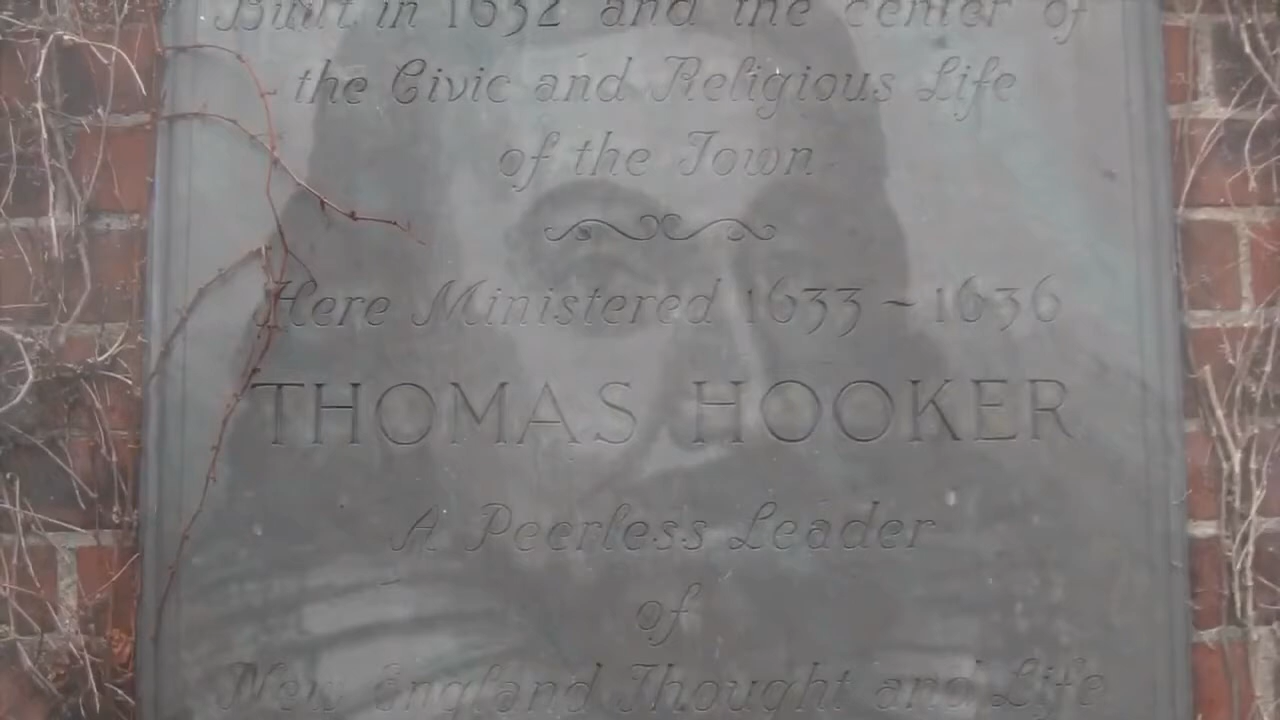 Built in 1632 and the center of
the Civic and Religious Life
of the Town
Here Ministered 1633 ~ 1636
THOMAS HOOKER
A Peerless Leader
of
New England Thought and Life